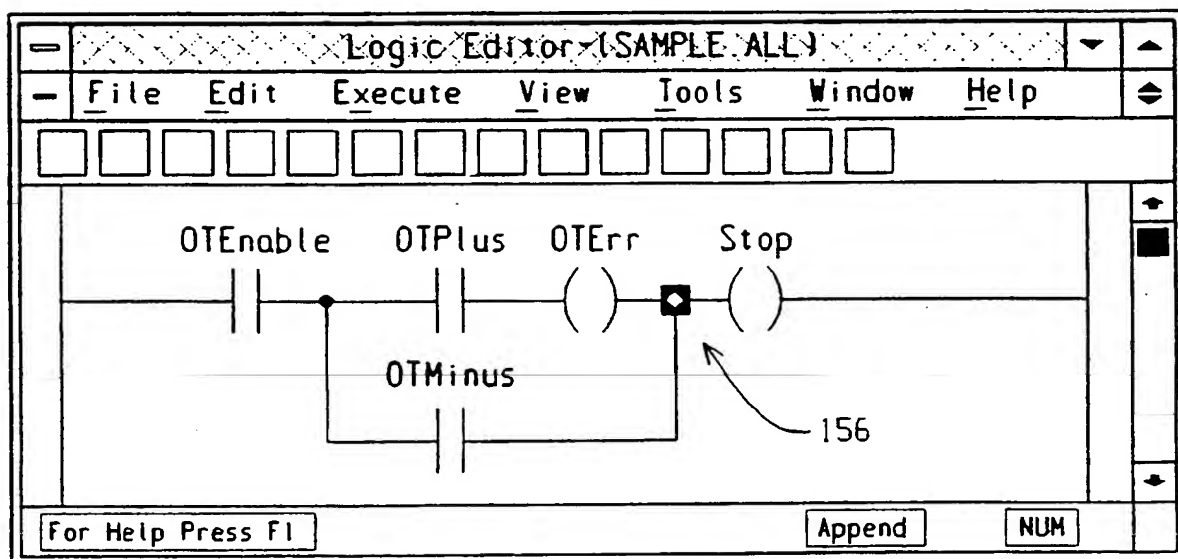 Logic Editor-(SAMPLE.ALL)
File Edit Execute View Tools Window Help
OTEnable OTPlus OTErr Stop
OTMinus
156
For Help Press F1 Append NUM